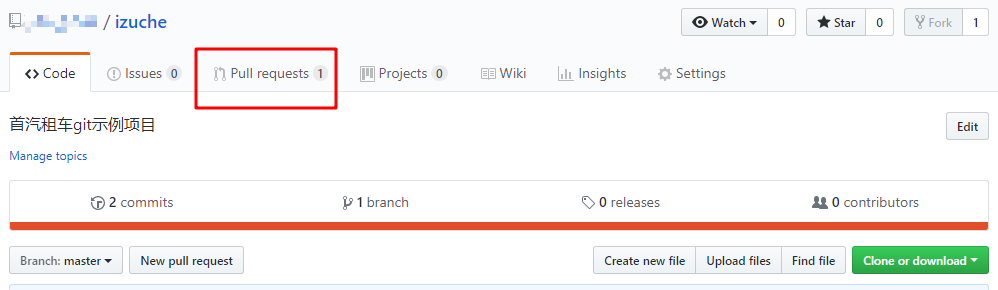 / izuche
Watch 0 Star 0 Fork 1
Code Issues 0 Pull requests 1 Projects 0 Wiki Insights Settings
首汽租车git示例项目 Edit
Manage topics
2 commits 1 branch 0 releases 0 contributors
Branch: master New pull request Create new file Upload files Find file Clone or download